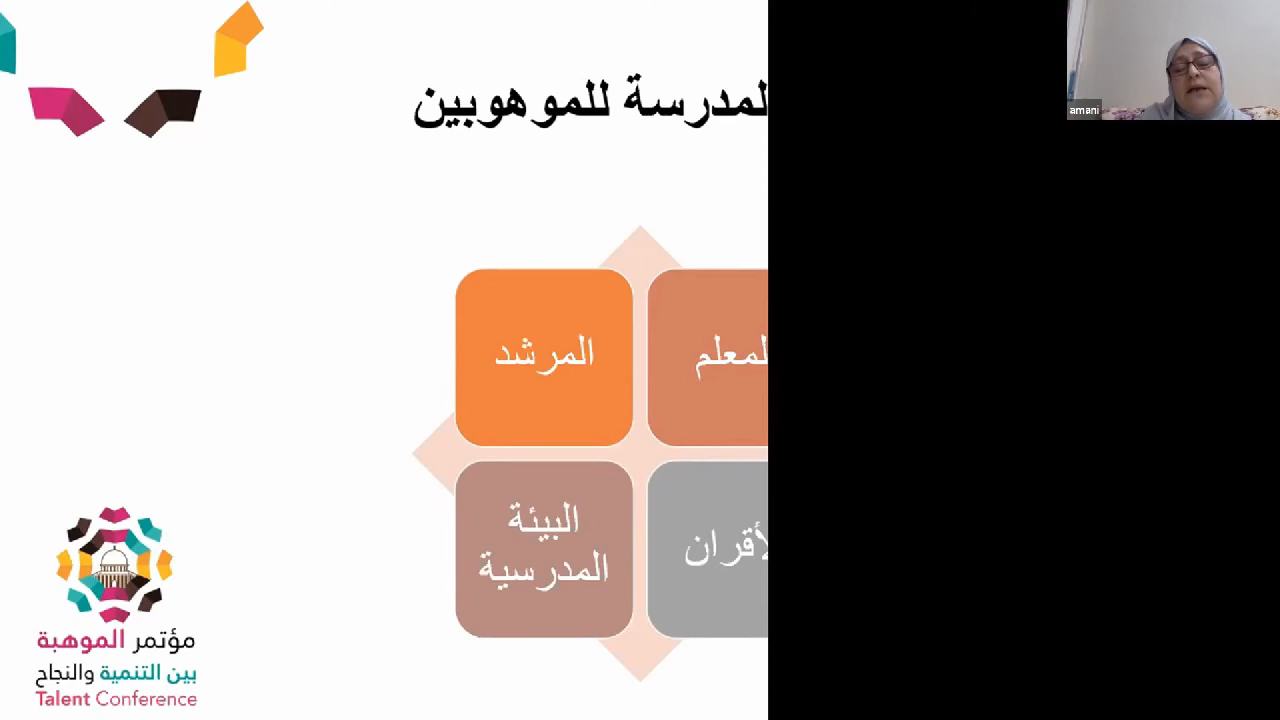 لمدرسة للموهوبين
لمعلم
المرشد
لأقران
البيئة
المدرسية
مؤتمر الموهبة
بين التنمية والنجاح
Talent Conference
amani